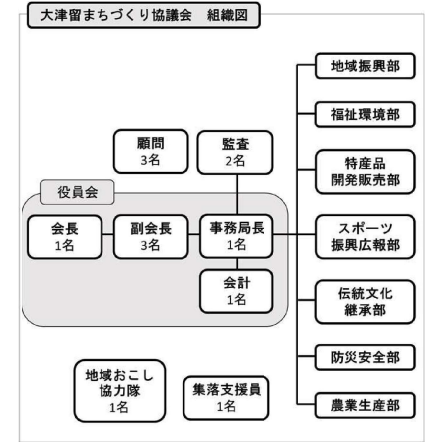 大津留まちづくり協議会　組織図
地域振興部
福祉環境部
顧問
3名
監査
2名
特産品
開発販売部
役員会
会長
1名
副会長
3名
事務局長
1名
スポーツ
振興広報部
会計
1名
伝統文化
継承部
防災安全部
地域おこし
協力隊
1名
集落支援員
1名
農業生産部